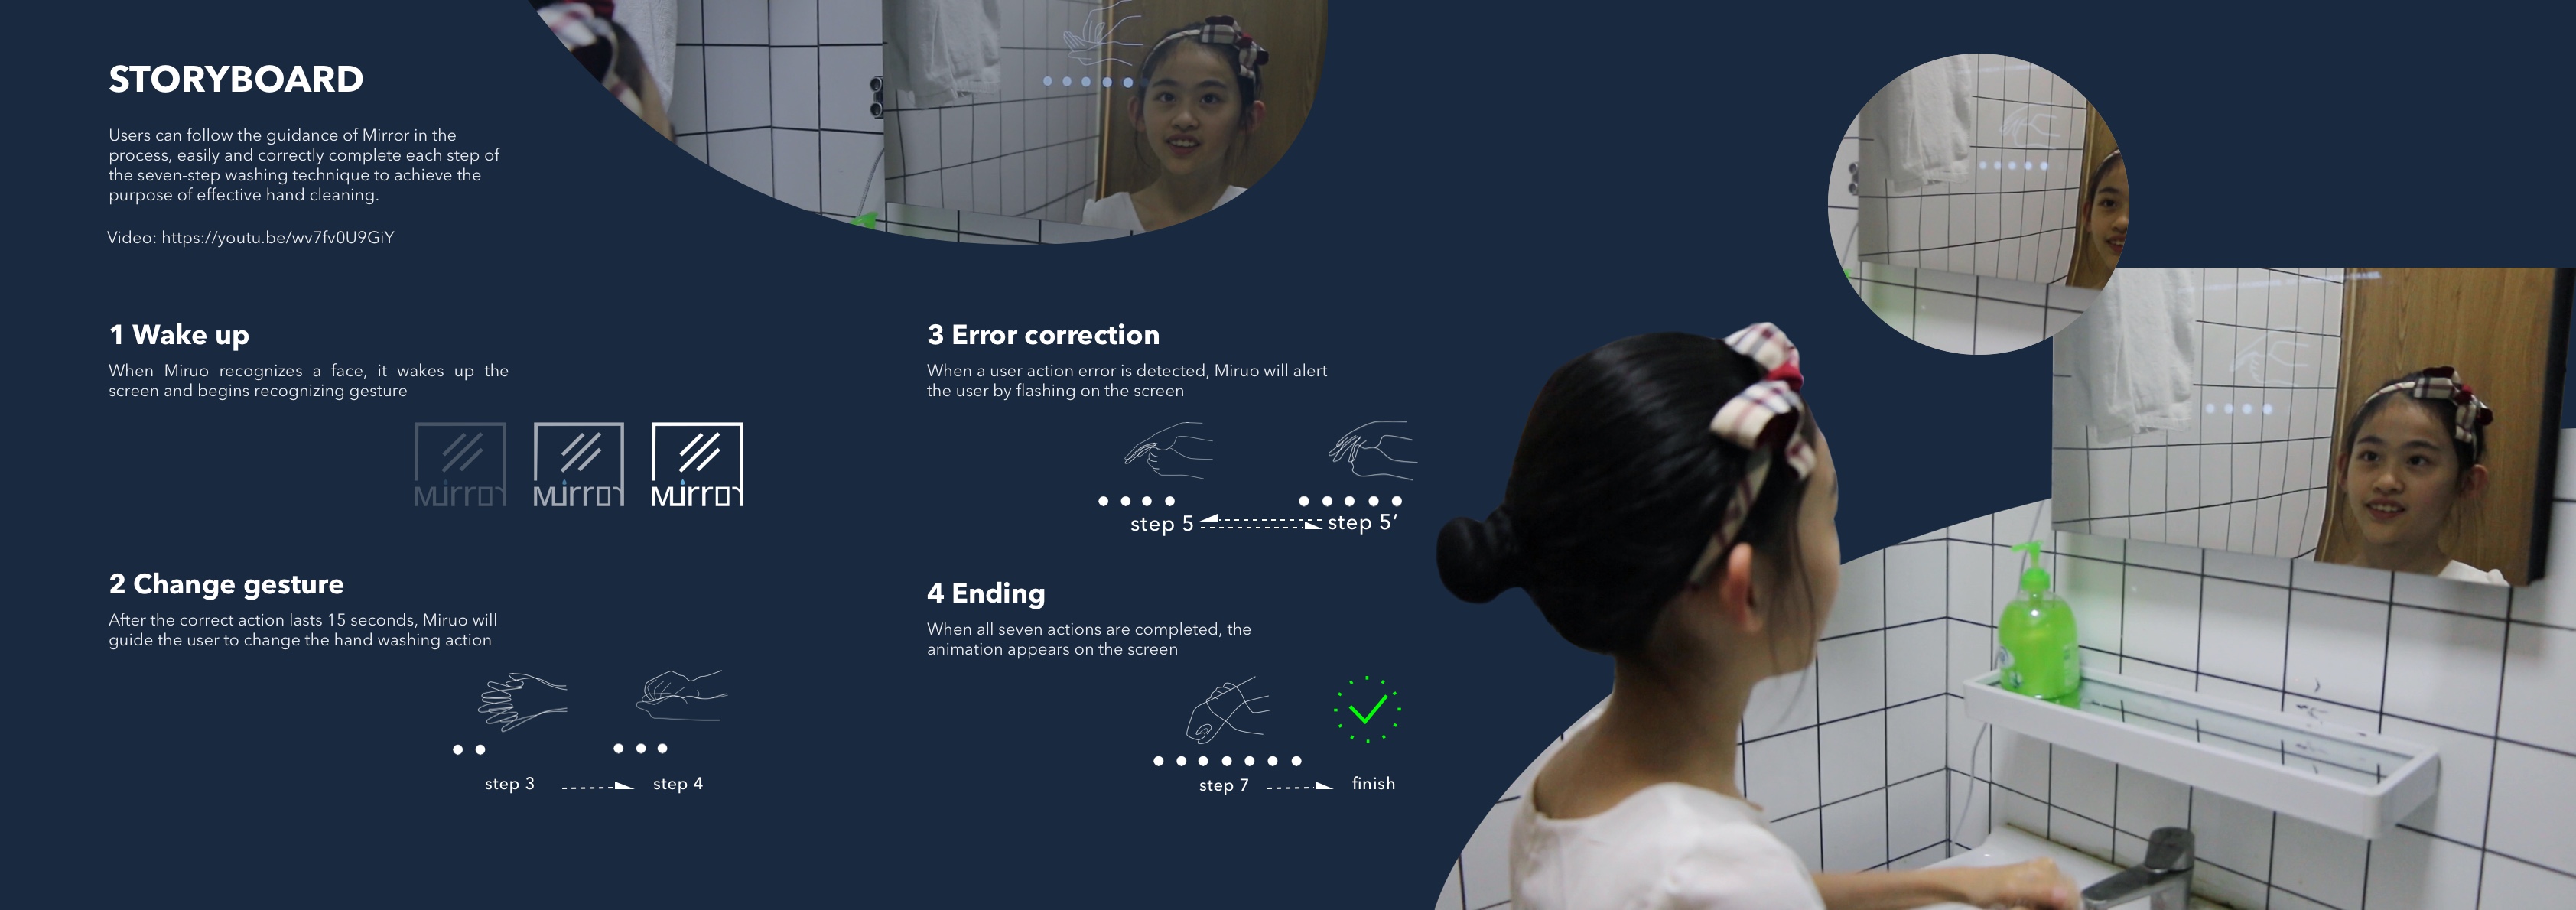 STORYBOARD
Users can follow the guidance of Mirror in the
process, easily and correctly complete each step of
the seven-step washing technique to achieve the
purpose of effective hand cleaning.
Video: https://youtu.be/wv7fv0U9GiY
1 Wake up
When Miruo recognizes a face, it wakes up the
screen and begins recognizing gesture
Mirror Mirror Mirror
2 Change gesture
After the correct action lasts 15 seconds, Miruo will
guide the user to change the hand washing action
step 3 step 4
3 Error correction
When a user action error is detected, Miruo will alert
the user by flashing on the screen
step 5 step 5'
4 Ending
When all seven actions are completed, the
animation appears on the screen
step 7 finish